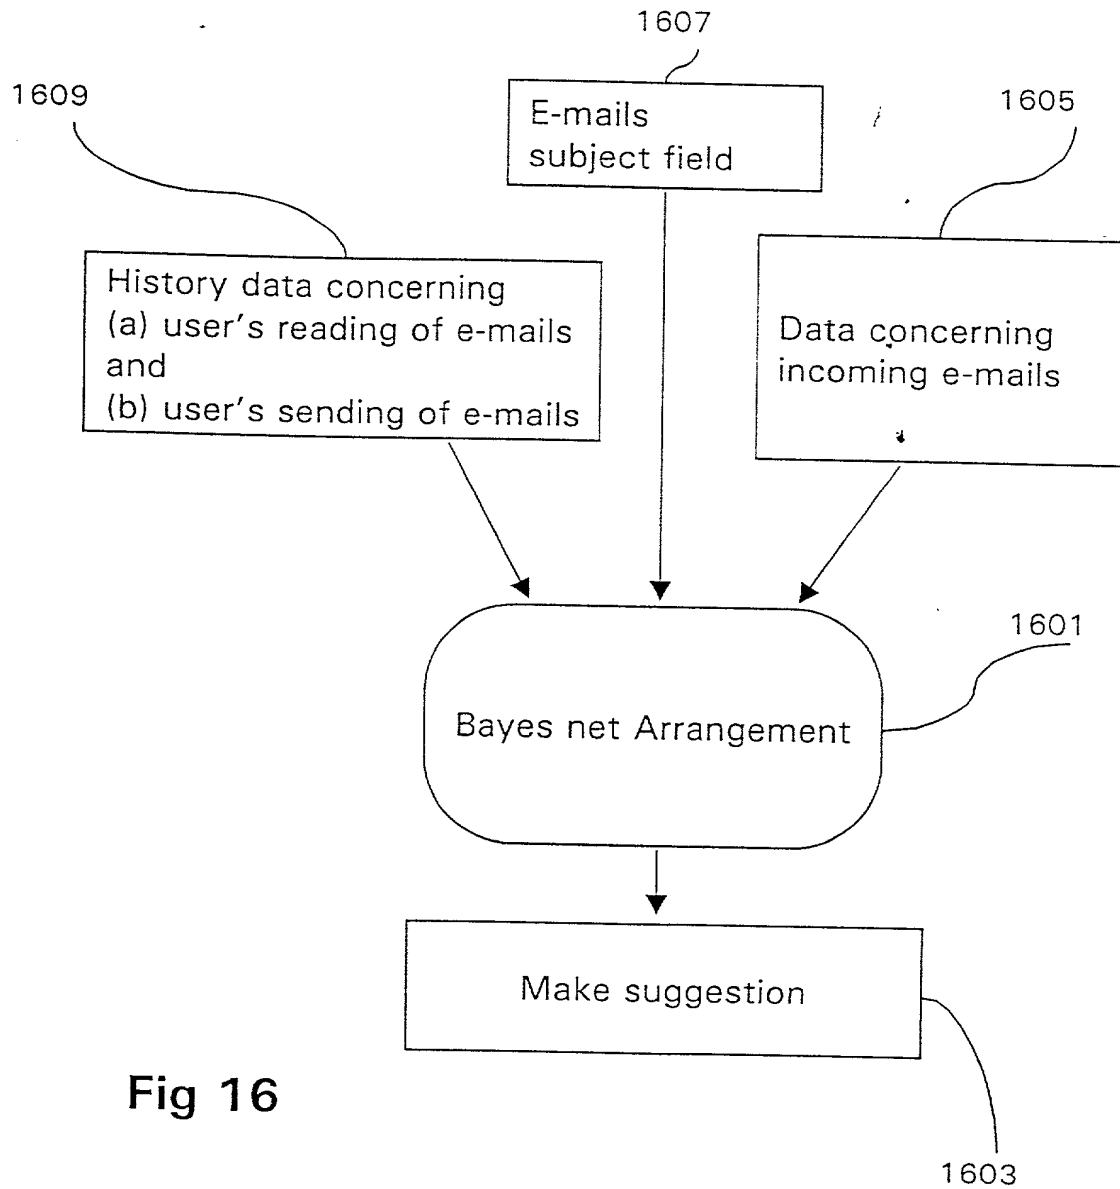 1607
1609
E-mails
subject field
1605
History data concerning
(a) user's reading of e-mails
and
(b) user's sending of e-mails
Data concerning
incoming e-mails
1601
Bayes net Arrangement
Make suggestion
Fig 16
1603